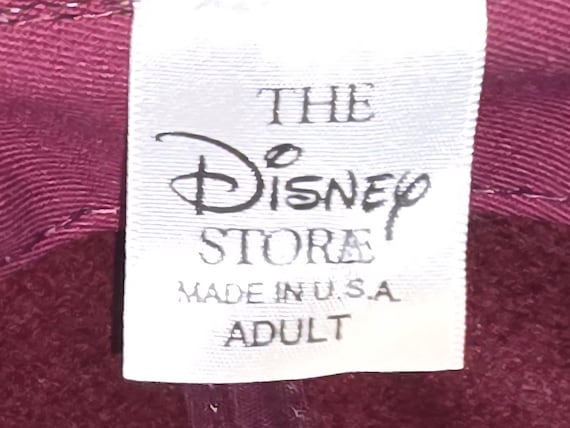 THE
Disney
STORE
MADE IN U.S.A.
ADULT